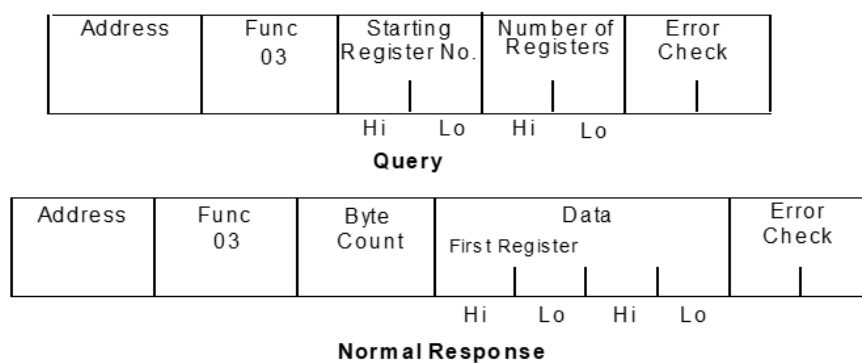 Address Func Starting Number of Error
03 Register No. Registers Check
Hi Lo Hi Lo
Query
Address Func Byte Data Error
03 Count First Register Check
Hi Lo Hi Lo
Normal Response